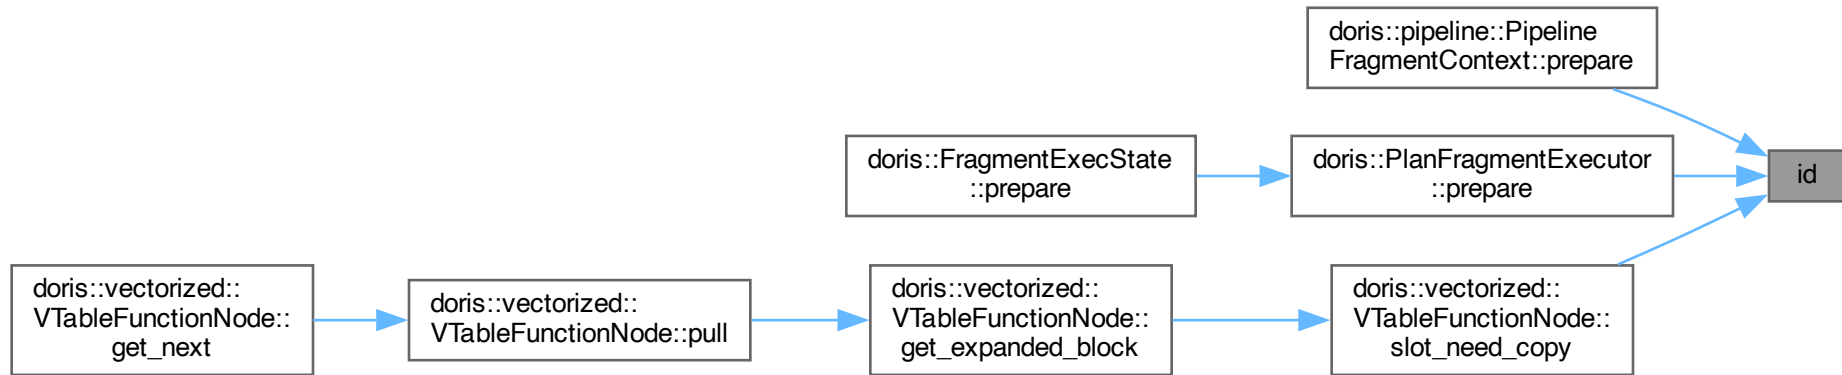 doris::pipeline::Pipeline
FragmentContext::prepare
doris::FragmentExecState
::prepare
doris::PlanFragmentExecutor
::prepare
id
doris::vectorized::
VTableFunctionNode::
get_next
doris::vectorized::
VTableFunctionNode::pull
doris::vectorized::
VTableFunctionNode::
get_expanded_block
doris::vectorized::
VTableFunctionNode::
slot_need_copy